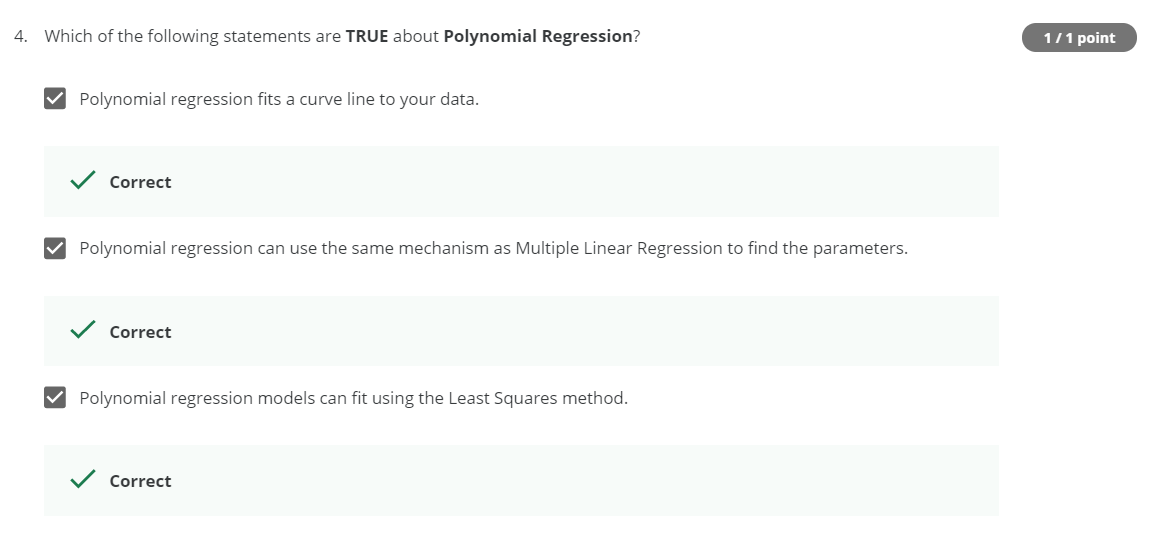 4. Which of the following statements are TRUE about Polynomial Regression?
1 / 1 point
Polynomial regression fits a curve line to your data.
Correct
Polynomial regression can use the same mechanism as Multiple Linear Regression to find the parameters.
Correct
Polynomial regression models can fit using the Least Squares method.
Correct